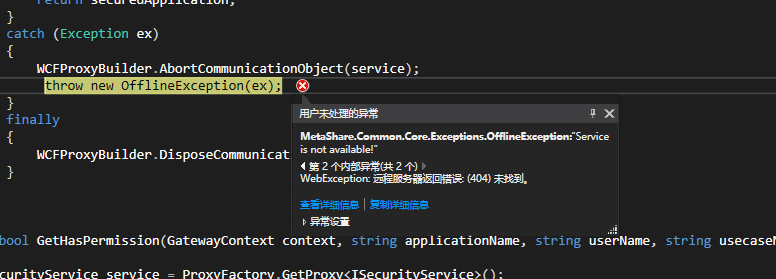 return securedApplication;
}
catch (Exception ex)
{
WCFProxyBuilder.AbortCommunicationObject(service);
throw new OfflineException(ex);
}
finally
{
WCFProxyBuilder.DisposeCommunicat
}
用户未处理的异常
MetaShare.Common.Core.Exceptions.OfflineException:“Service
is not available!”
第 2 个内部异常(共 2 个)
WebException: 远程服务器返回错误: (404) 未找到。
查看详细信息 | 复制详细信息
异常设置
bool GetHasPermission(GatewayContext context, string applicationName, string userName, string usecaseN
curityService service = ProxyFactory.GetProxy<ISecurityService>();